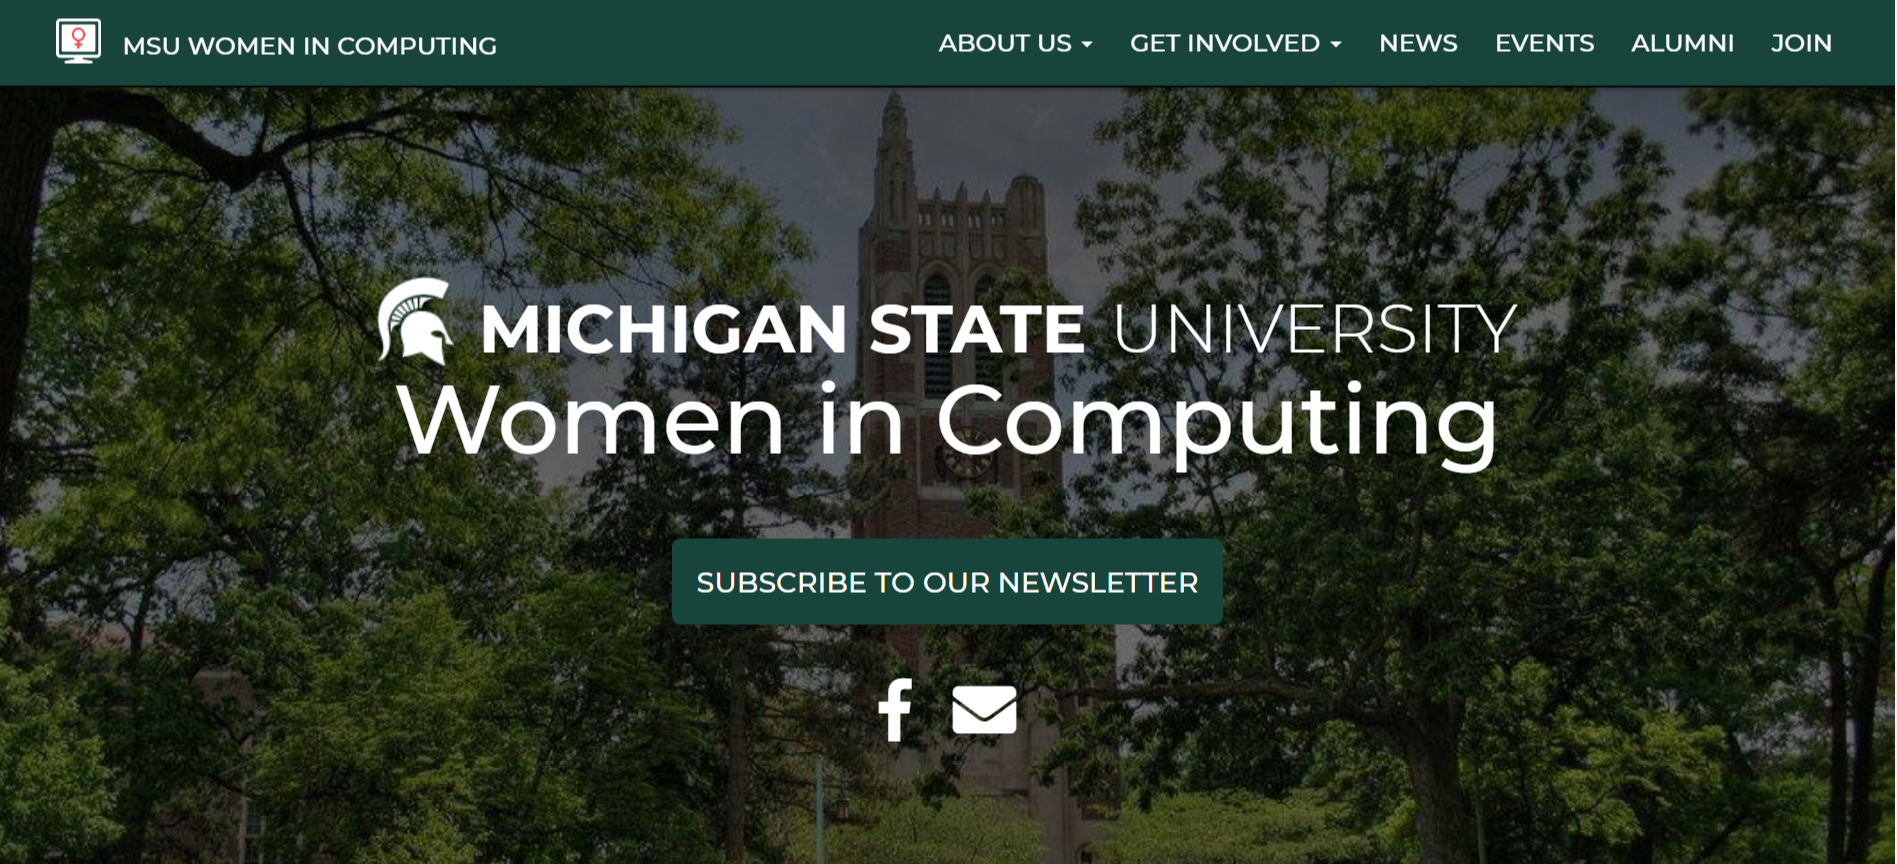 MSU WOMEN IN COMPUTING
ABOUT US GET INVOLVED NEWS EVENTS ALUMNI JOIN
MICHIGAN STATE UNIVERSITY
Women in Computing
SUBSCRIBE TO OUR NEWSLETTER